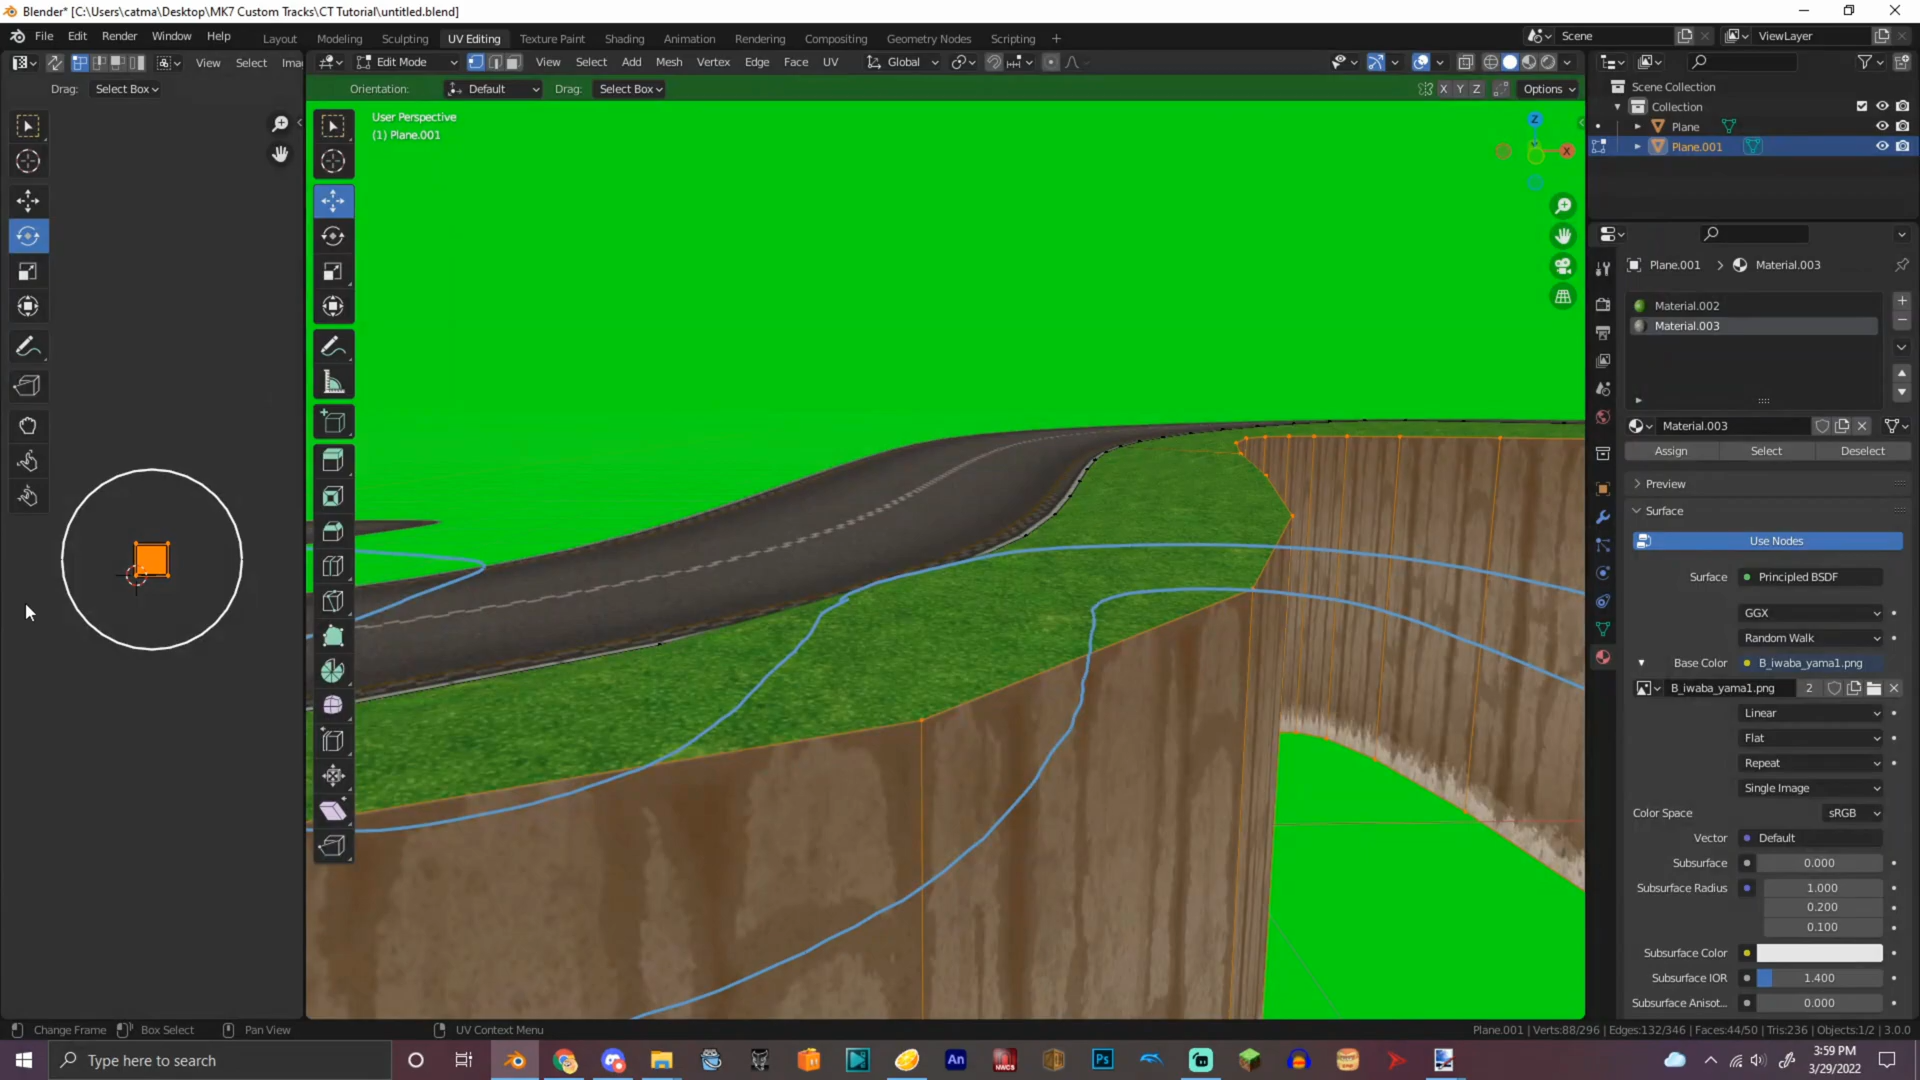 Blender* [C:\Users\catma\Desktop\MK7 Custom Tracks\CT Tutorial\untitled.blend]
File Edit Render Window Help Layout Modeling Sculpting UV Editing Texture Paint Shading Animation Rendering Compositing Geometry Nodes Scripting + Scene ViewLayer
View Select Ima Edit Mode View Select Add Mesh Vertex Edge Face UV Global
Drag: Select Box Orientation: Default Drag: Select Box X Y Z Options
Scene Collection
Collection
Plane
Plane.001
User Perspective
(1) Plane.001
Z
X
Plane.001 > Material.003
Material.002
Material.003
Material.003
Assign Select Deselect
Preview
Surface
Use Nodes
Surface Principled BSDF
GGX
Random Walk
Base Color B_iwaba_yama1.png
B_iwaba_yama1.png 2
Linear
Flat
Repeat
Single Image
Color Space sRGB
Vector Default
Subsurface 0.000
Subsurface Radius 1.000
0.200
0.100
Subsurface Color
Subsurface IOR 1.400
Subsurface Anisot... 0.000
Change Frame Box Select Pan View UV Context Menu Plane.001 | Verts:88/296 | Edges:132/346 | Faces:44/50 | Tris:236 | Objects:1/2 | 3.0.0
Type here to search
An
NWC8
Ps
3:59 PM
3/29/2022